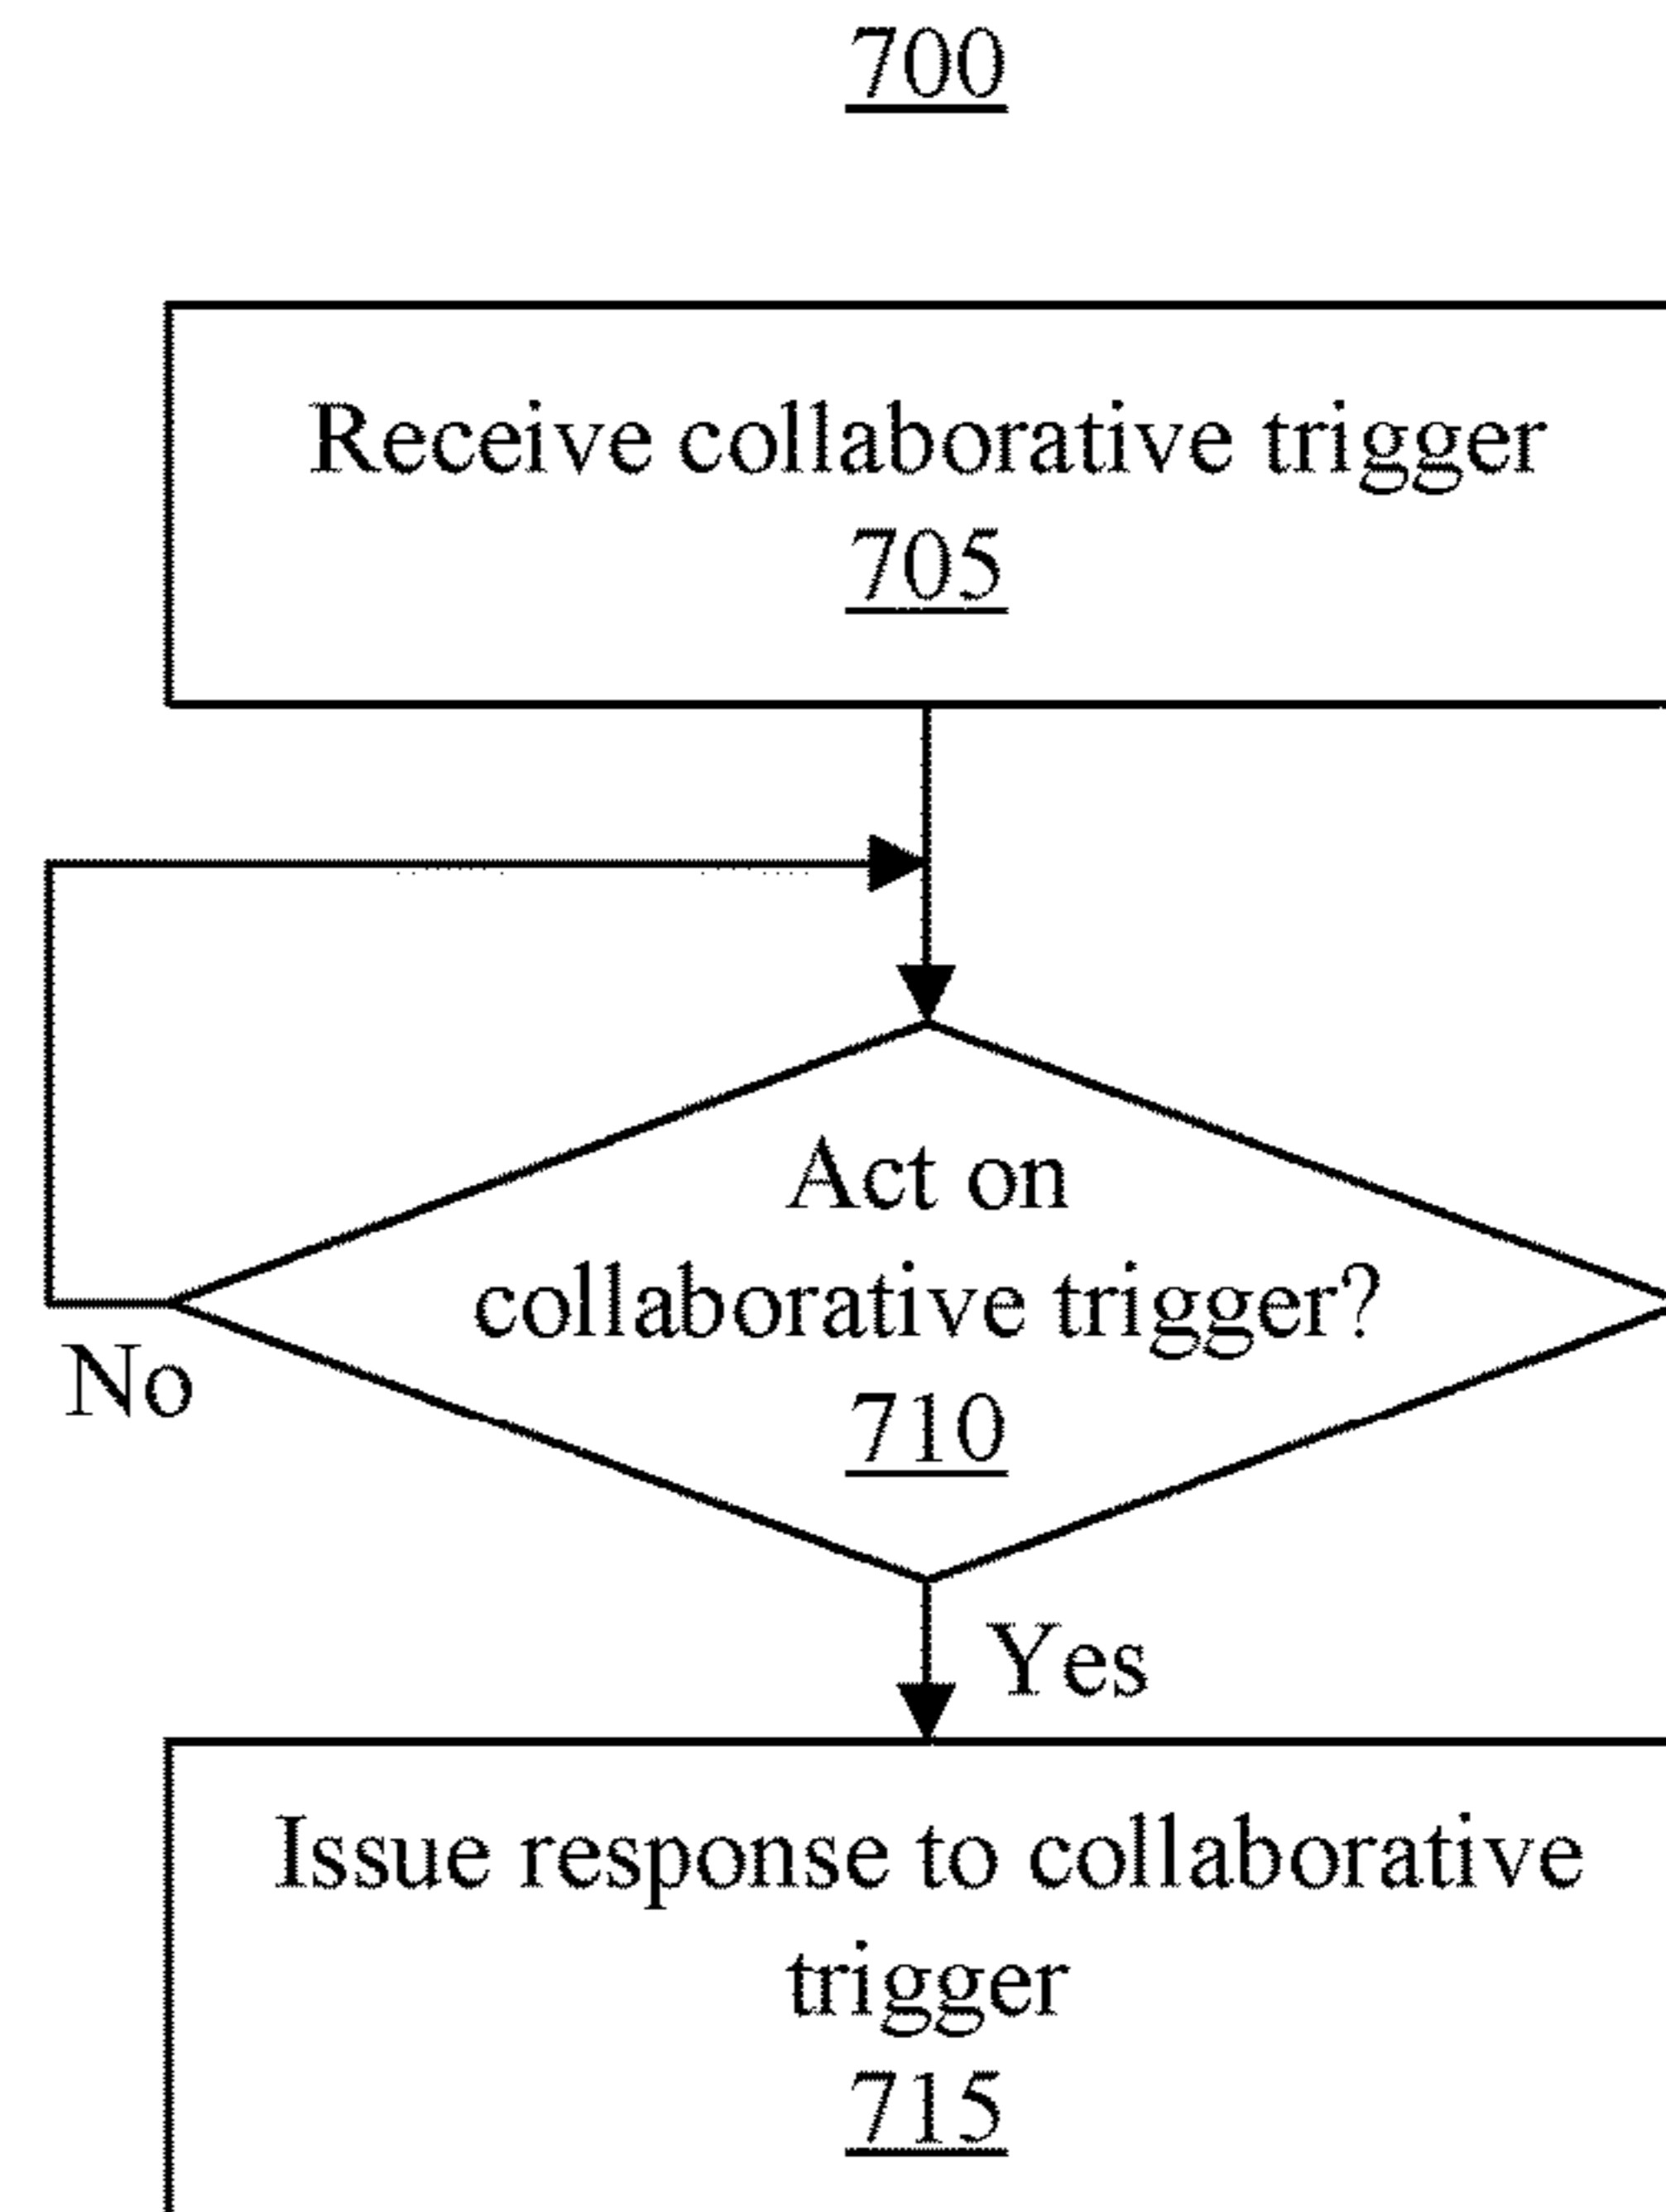 700
Receive collaborative trigger
705
Act on
collaborative trigger?
710
No
Yes
Issue response to collaborative
trigger
715